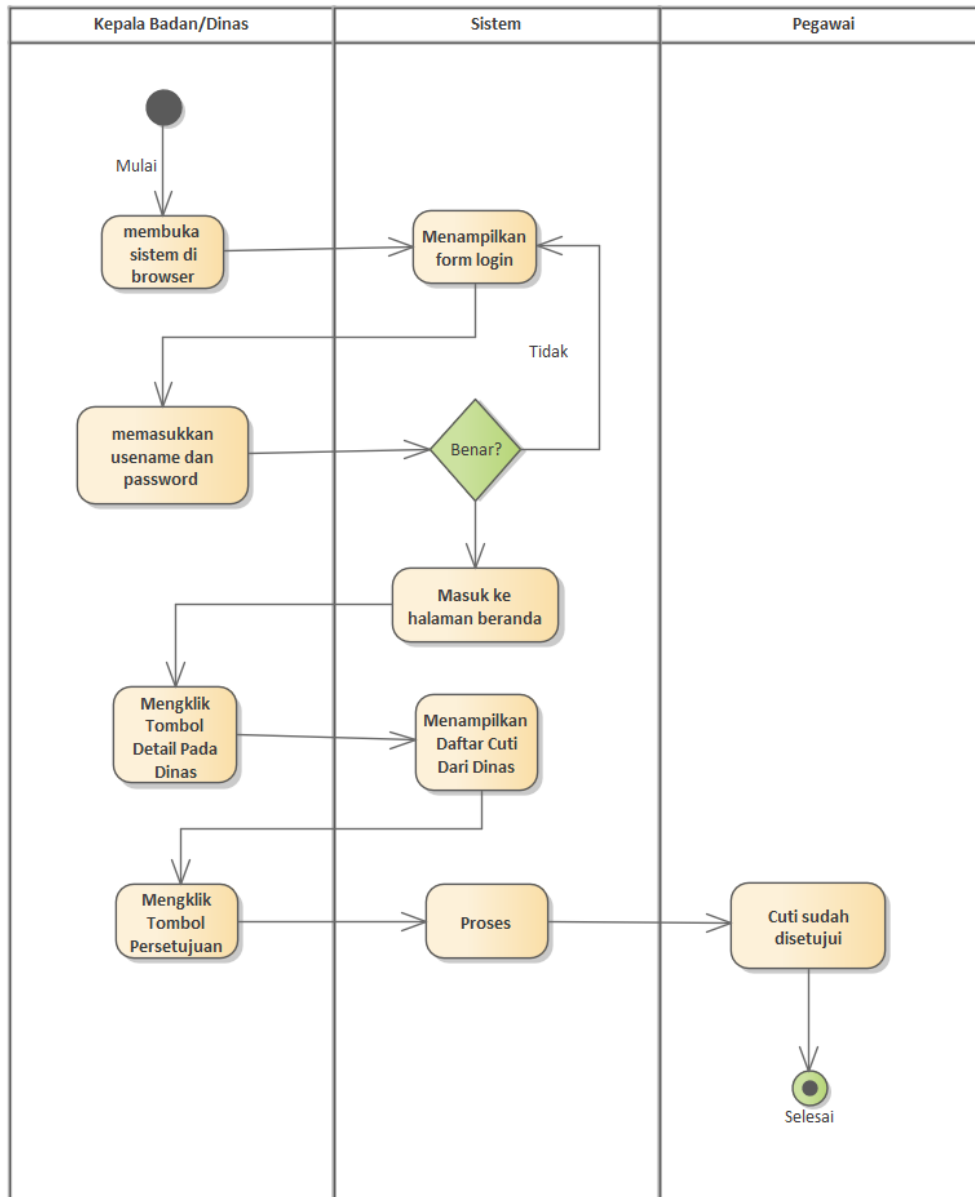 Kepala Badan/Dinas
Sistem
Pegawai
Mulai
membuka
sistem di
browser
Menampilkan
form login
Tidak
memasukkan
usename dan
password
Benar?
Masuk ke
halaman beranda
Mengklik
Tombol
Detail Pada
Dinas
Menampilkan
Daftar Cuti
Dari Dinas
Mengklik
Tombol
Persetujuan
Proses
Cuti sudah
disetujui
Selesai